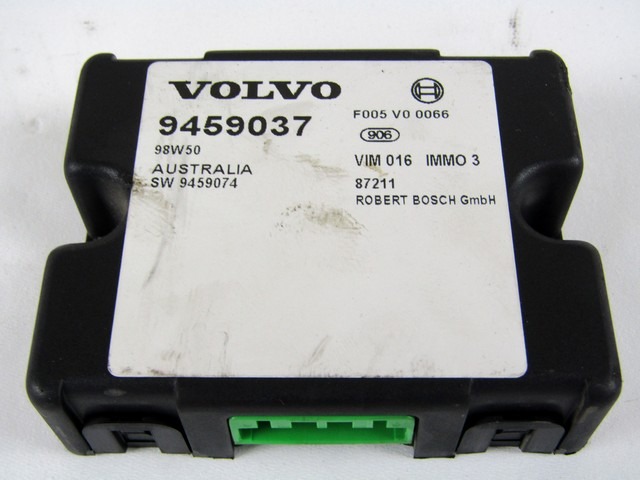 VOLVO
9459037
98W50
AUSTRALIA
SW 9459074
F005 V0 0066
906
VIM 016 IMMO 3
87211
ROBERT BOSCH GmbH